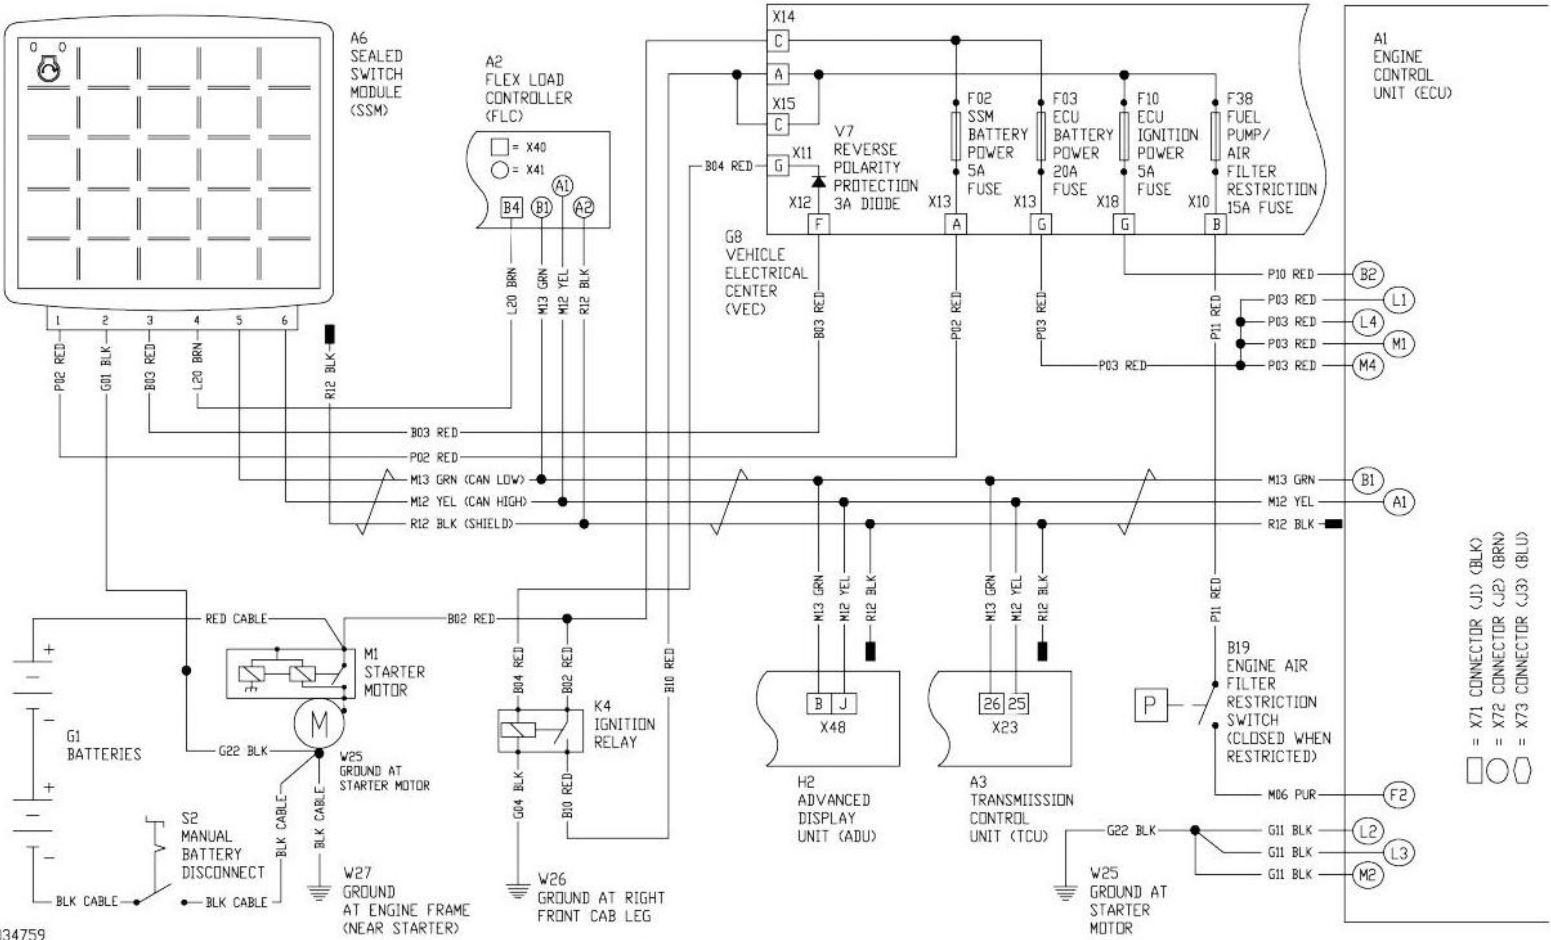 A6
SEALED
SWITCH
MODULE
(SSM)
O O
1 2 3 4 5 6
P02 RED
G01 BLK
B03 RED
L20 BRN
R12 BLK
A2
FLEX LOAD
CONTROLLER
(FLC)
= X40
= X41
B4
B1
A1
A2
L20 BRN
M13 GRN
M12 YEL
R12 BLK
X14
C
A
X15
C
X11
G
B04 RED
V7
REVERSE
POLARITY
PROTECTION
3A DIODE
F02
SSM
BATTERY
POWER
5A
FUSE
F03
ECU
BATTERY
POWER
20A
FUSE
F10
ECU
IGNITION
POWER
5A
FUSE
F38
FUEL
PUMP/
AIR
FILTER
RESTRICTION
15A FUSE
X12
F
X13
A
X13
G
X18
G
X10
B
G8
VEHICLE
ELECTRICAL
CENTER
(VEC)
B03 RED
P02 RED
P03 RED
P11 RED
A1
ENGINE
CONTROL
UNIT (ECU)
P10 RED
B2
P03 RED
L1
P03 RED
L4
P03 RED
M1
P03 RED
P03 RED
M4
B03 RED
P02 RED
M13 GRN (CAN LOW)
M12 YEL (CAN HIGH)
R12 BLK (SHIELD)
M13 GRN
B1
M12 YEL
A1
R12 BLK
= X71 CONNECTOR (J1) (BLK)
= X72 CONNECTOR (J2) (BRN)
= X73 CONNECTOR (J3) (BLU)
M13 GRN
M12 YEL
R12 BLK
M13 GRN
M12 YEL
R12 BLK
P11 RED
RED CABLE
B02 RED
M1
STARTER
MOTOR
M
B04 RED
B02 RED
B10 RED
K4
IGNITION
RELAY
G04 BLK
B10 RED
B J
X48
H2
ADVANCED
DISPLAY
UNIT (ADU)
26 25
X23
A3
TRANSMIISSION
CONTROL
UNIT (TCU)
P
B19
ENGINE AIR
FILTER
RESTRICTION
SWITCH
(CLOSED WHEN
RESTRICTED)
+
-
G1
BATTERIES
+
-
G22 BLK
W25
GROUND AT
STARTER MOTOR
S2
MANUAL
BATTERY
DISCONNECT
BLK CABLE
BLK CABLE
BLK CABLE
BLK CABLE
W27
GROUND
AT ENGINE FRAME
(NEAR STARTER)
W26
GROUND AT RIGHT
FRONT CAB LEG
M06 PUR
F2
G22 BLK
G11 BLK
L2
G11 BLK
L3
G11 BLK
M2
W25
GROUND AT
STARTER
MOTOR
34759